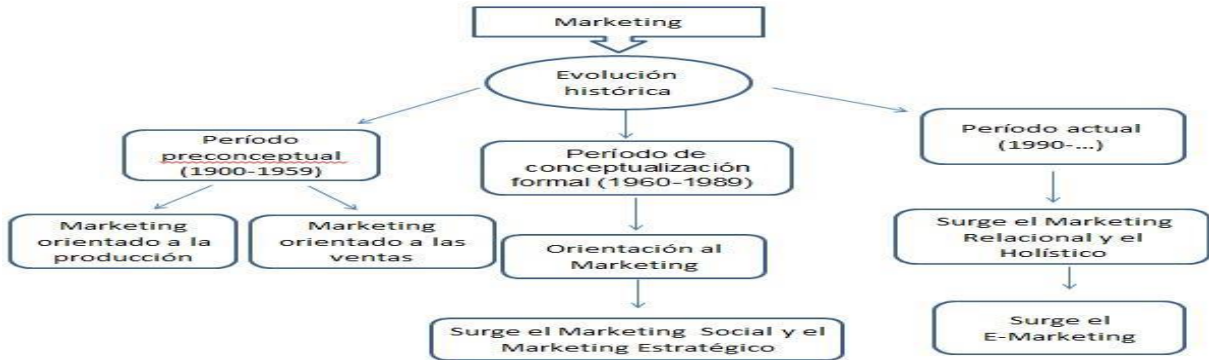 Marketing
Evolución
histórica
Período
preconceptual
(1900-1959)
Período de
conceptualización
formal (1960-1989)
Período actual
(1990-...)
Marketing
orientado a la
producción
Marketing
orientado a las
ventas
Orientación al
Marketing
Surge el Marketing
Relacional y el
Holístico
Surge el Marketing Social y el
Marketing Estratégico
Surge el
E-Marketing